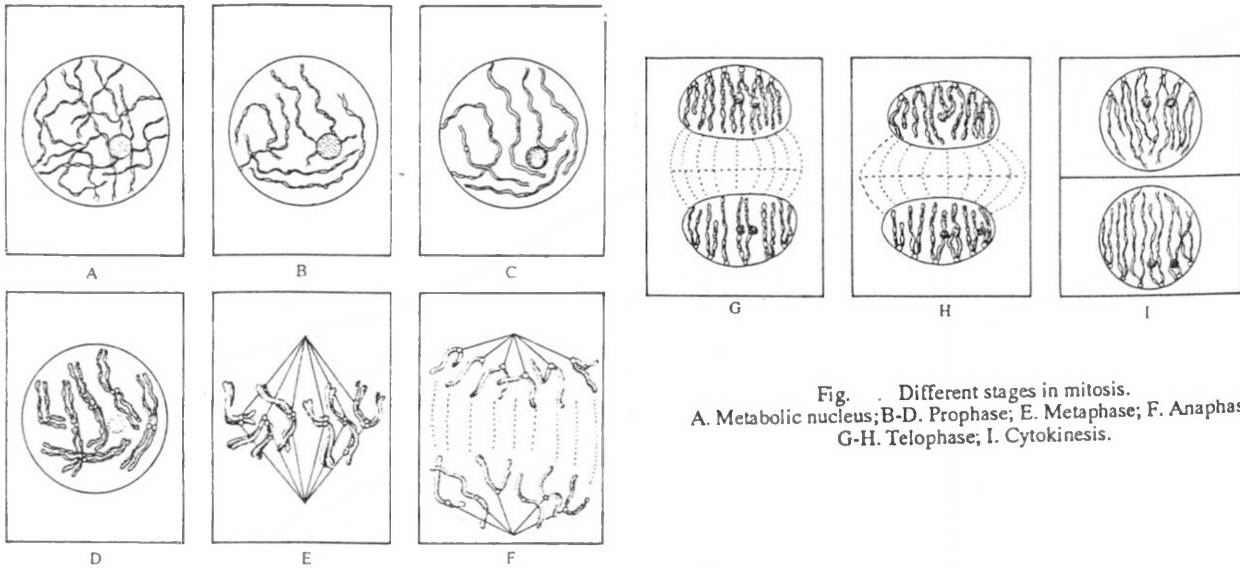 A
B
C
D
E
F
G
H
I
Fig. . Different stages in mitosis.
A. Metabolic nucleus; B-D. Prophase; E. Metaphase; F. Anaphas
G-H. Telophase; I. Cytokinesis.